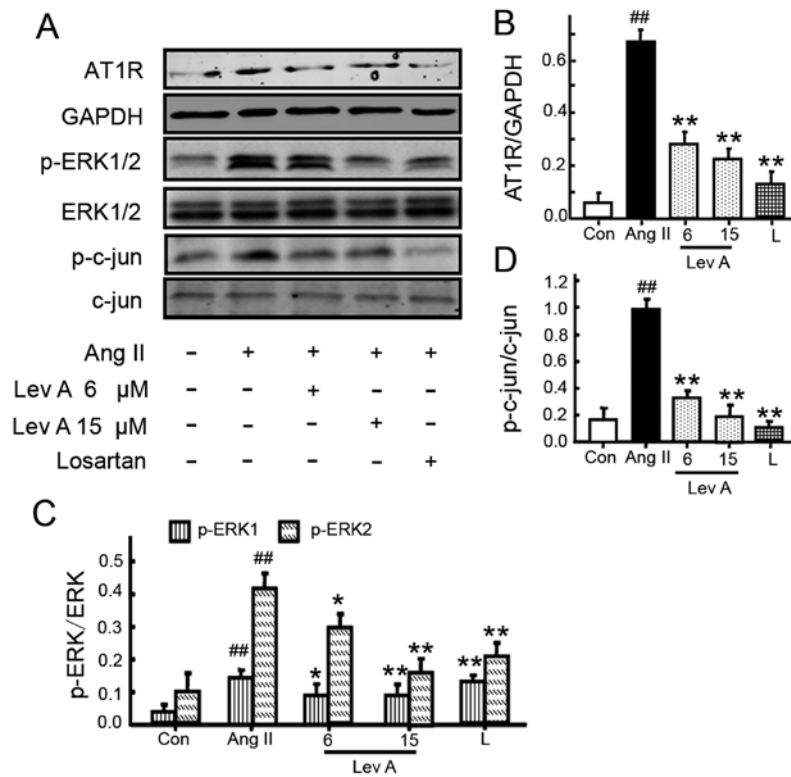 A
AT1R
GAPDH
p-ERK1/2
ERK1/2
p-c-jun
c-jun
Ang II – + + + +
Lev A 6 μM – – + – –
Lev A 15 μM – – – + –
Losartan – – – – +
B
AT1R/GAPDH
0.6
0.4
0.2
0.0
##
**
**
**
Con Ang II 6 15 L
Lev A
D
p-c-jun/c-jun
1.2
1.0
0.8
0.6
0.4
0.2
0.0
##
**
**
**
Con Ang II 6 15 L
Lev A
C
p-ERK1 p-ERK2
p-ERK/ERK
0.5
0.4
0.3
0.2
0.1
0.0
##
##
*
*
**
**
**
**
Con Ang II 6 15 L
Lev A